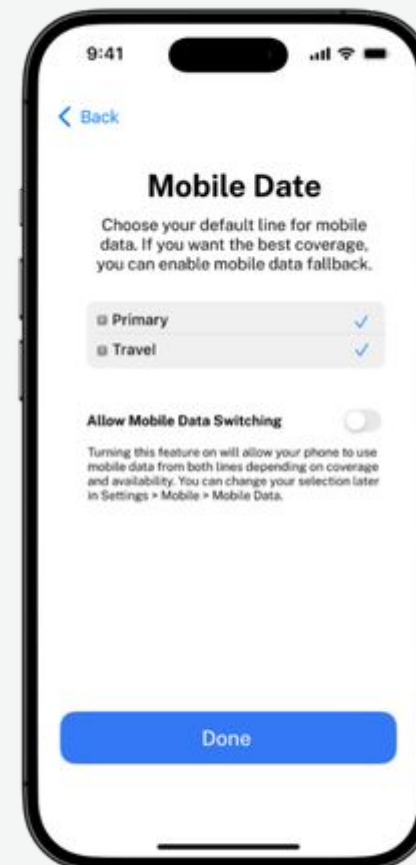 9:41
Back
Mobile Date
Choose your default line for mobile
data. If you want the best coverage,
you can enable mobile data fallback.
Primary
Travel
Allow Mobile Data Switching
Turning this feature on will allow your phone to use
mobile data from both lines depending on coverage
and availability. You can change your selection later
in Settings > Mobile > Mobile Data.
Done